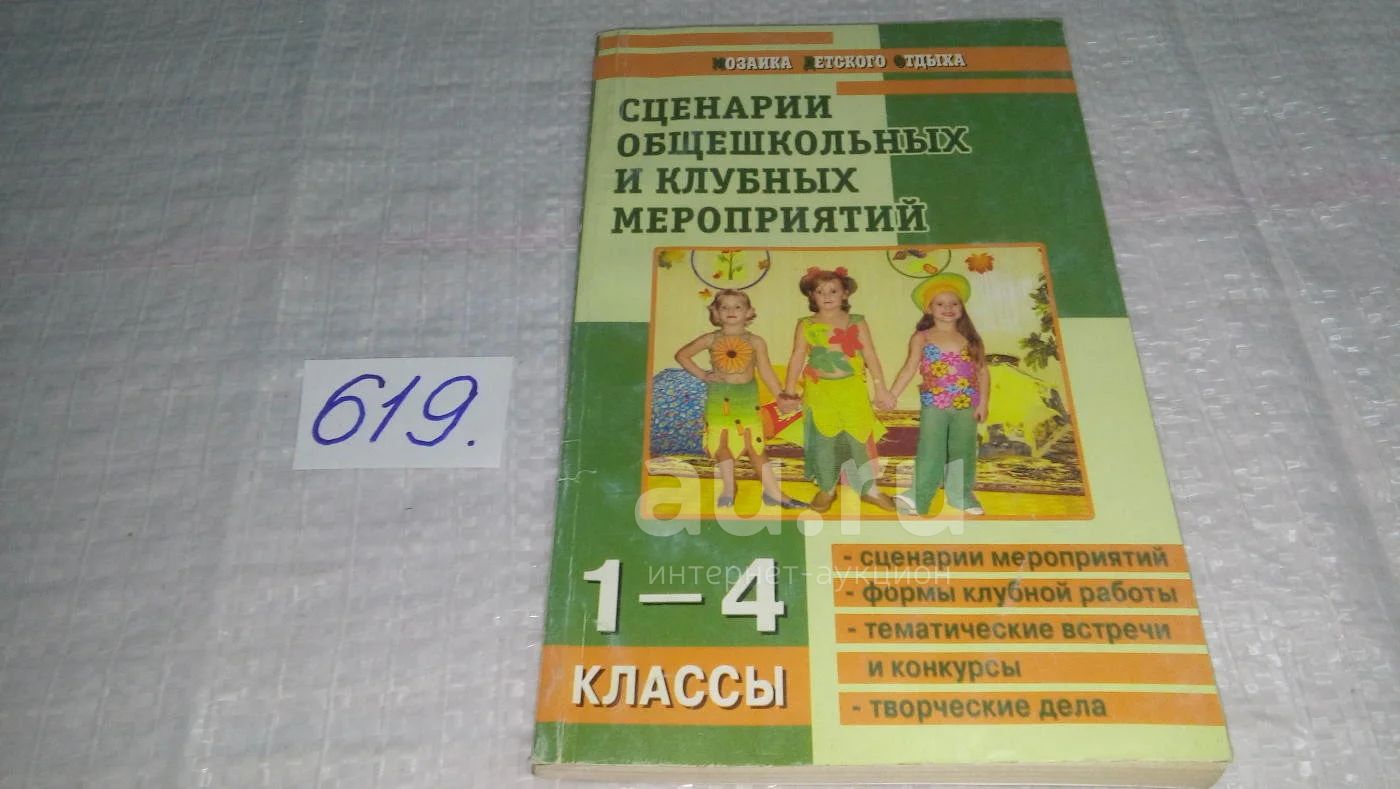 Мозаика Детского Отдыха
СЦЕНАРИИ
ОБЩЕШКОЛЬНЫХ
И КЛУБНЫХ
МЕРОПРИЯТИЙ
619.
au.ru
интернет-аукцион
1–4
КЛАССЫ
- сценарии мероприятий
- формы клубной работы
- тематические встречи
и конкурсы
- творческие дела